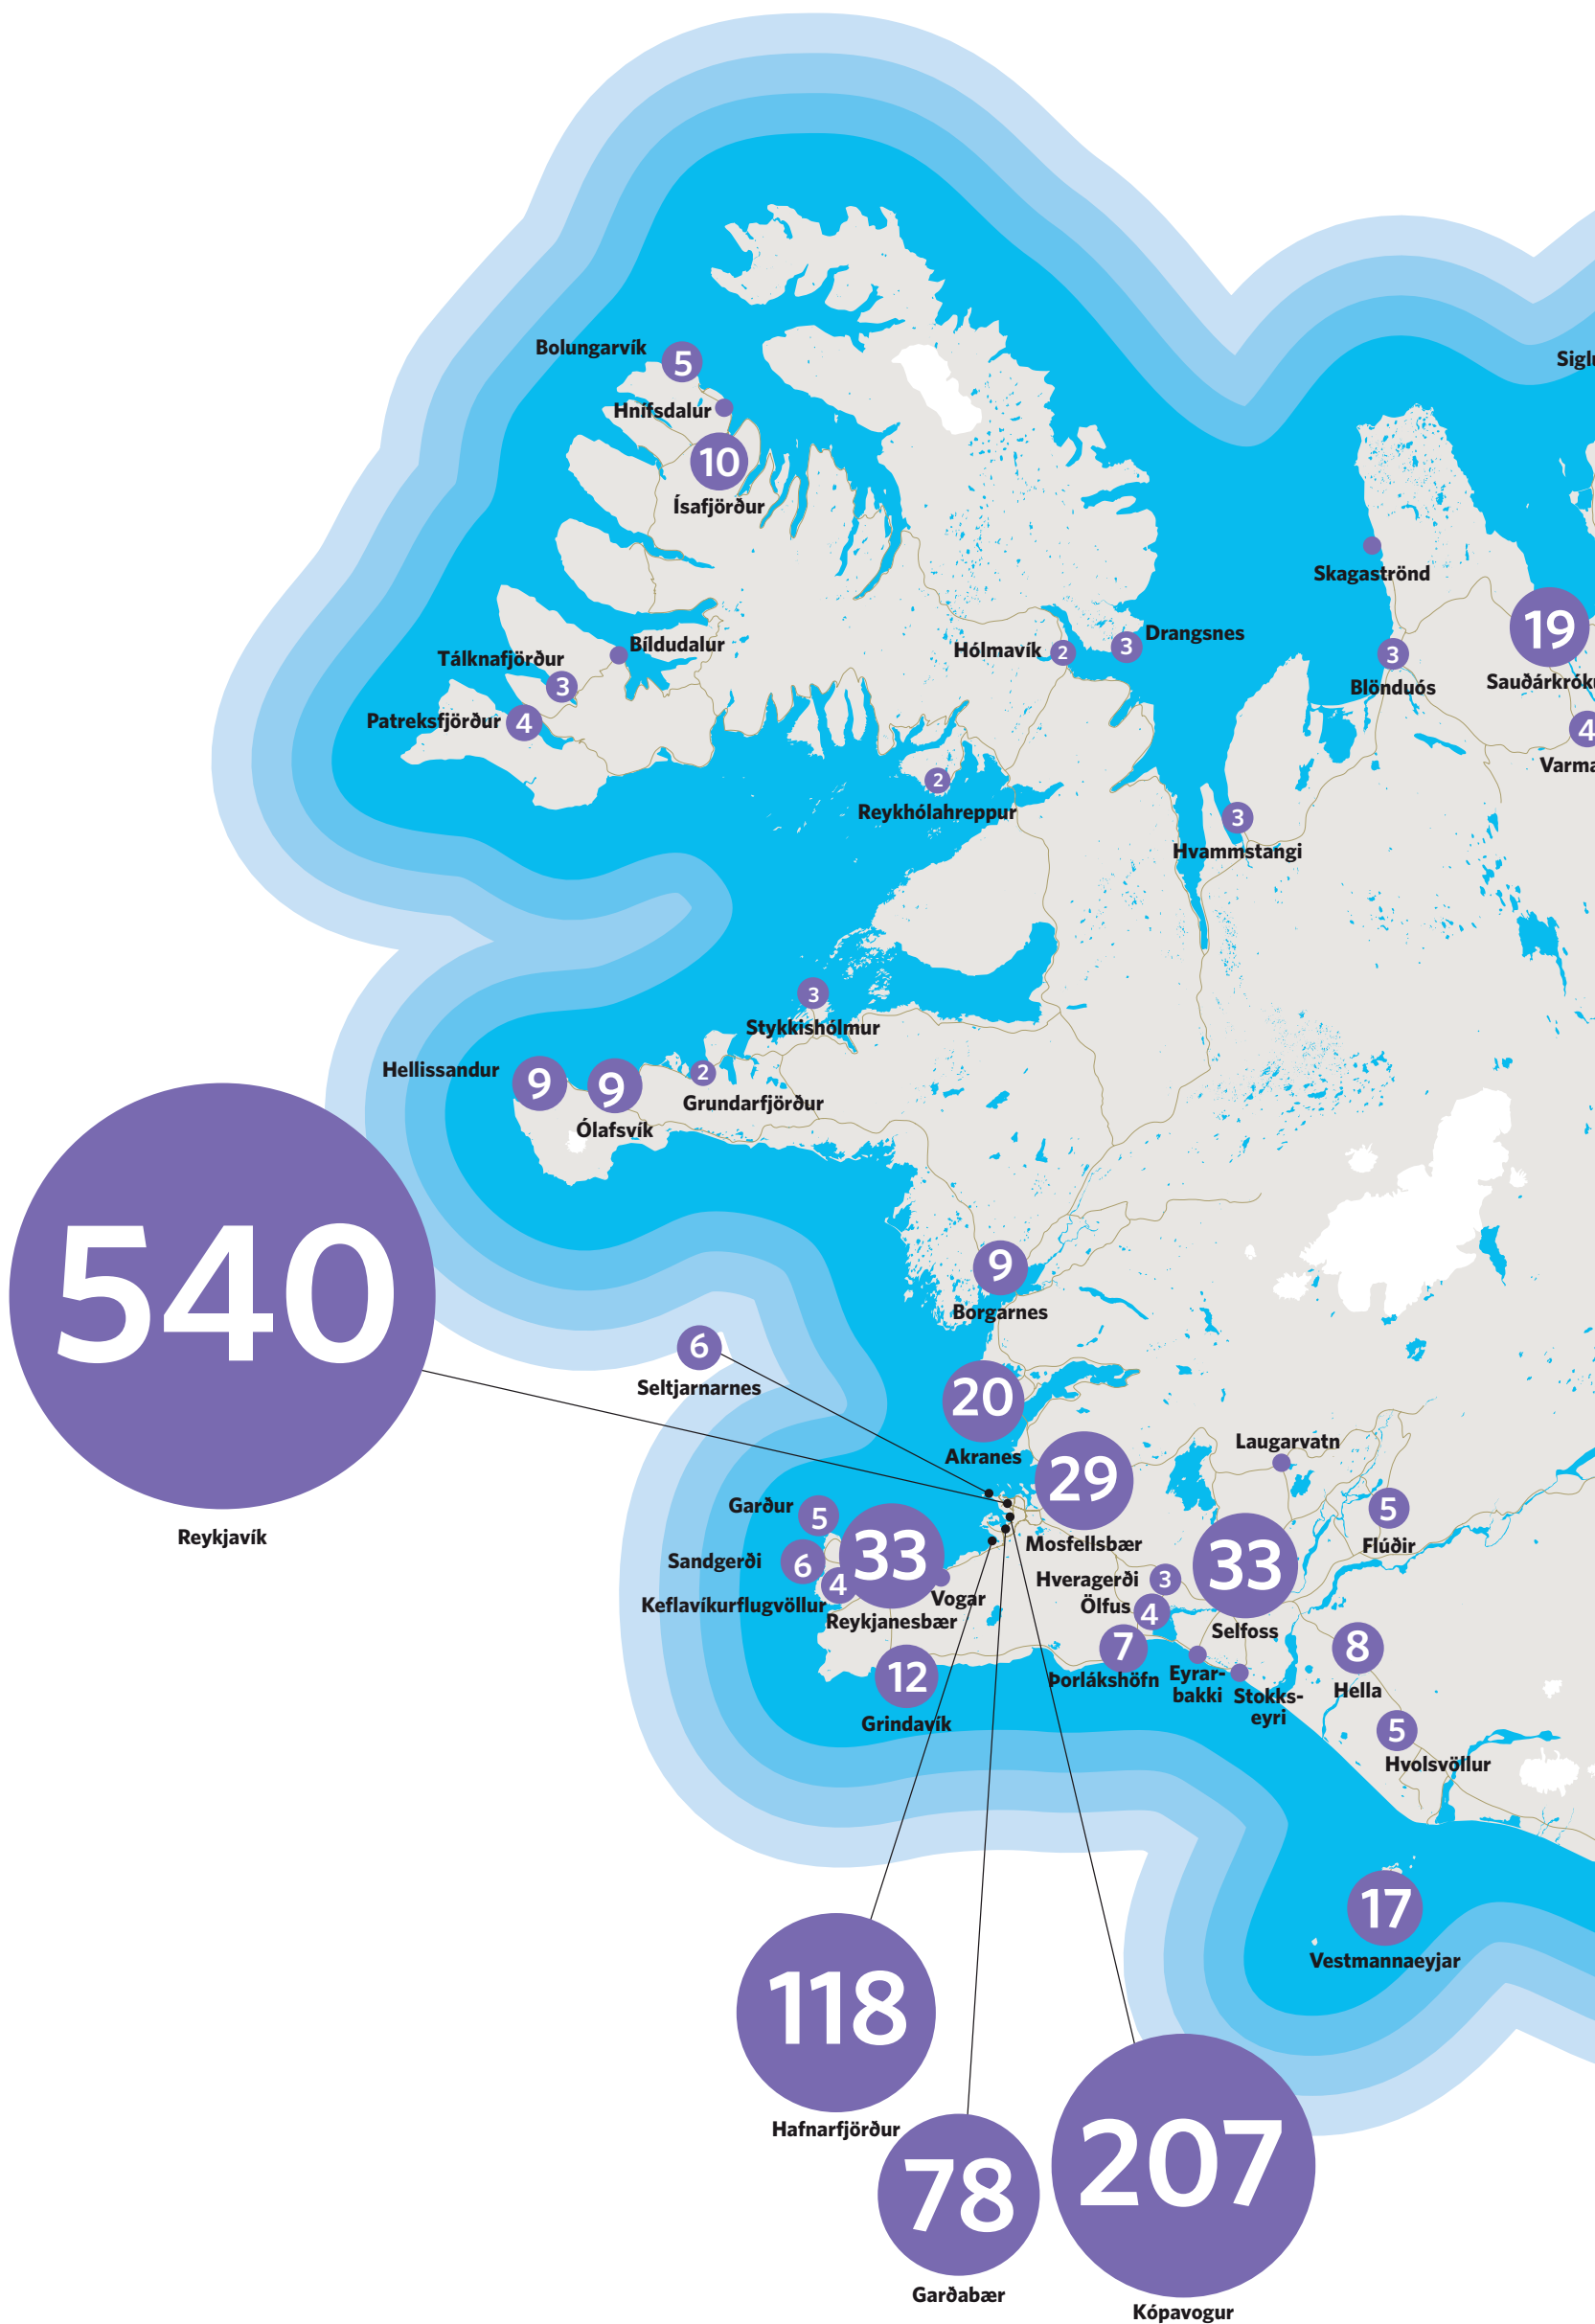 Siglu
Bolungarvík
5
Hnífsdalur
10
Ísafjörður
Skagaströnd
19
Sauðárkróku
Bíldudalur
Tálknafjörður
3
Patreksfjörður
4
Hólmavík
2
3
Drangsnes
3
Blönduós
4
Varma
2
Reykhólahreppur
3
Hvammstangi
3
Stykkishólmur
Hellissandur
9
9
Ólafsvík
2
Grundarfjörður
540
Reykjavík
9
Borgarnes
6
Seltjarnarnes
20
Akranes
29
Mosfellsbær
Laugarvatn
5
Flúðir
Garður
5
Sandgerði
6
33
4
Keflavíkurflugvöllur
Vogar
Reykjanesbær
Hveragerði
3
Ölfus
4
33
Selfoss
7
Þorlákshöfn
Eyrar-
bakki
Stokks-
eyri
8
Hella
12
Grindavík
5
Hvolsvöllur
17
Vestmannaeyjar
118
Hafnarfjörður
78
Garðabær
207
Kópavogur